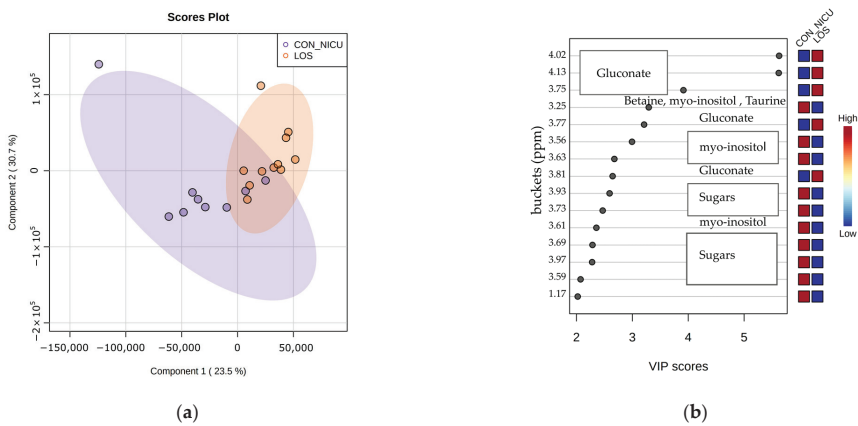 Scores Plot
CON_NICU
LOS
1×10⁵
0
−1×10⁵
−2×10⁵
Component 2 ( 30.7 %)
−150,000 −100,000 −50,000 0 50,000
Component 1 ( 23.5 %)
(a)
CON_NICU
LOS
4.02
4.13
Gluconate
3.75
3.25
Betaine, myo-inositol , Taurine
3.77
Gluconate
3.56
myo-inositol
3.63
3.81
Gluconate
3.93
Sugars
3.73
3.61
myo-inositol
3.69
Sugars
3.97
3.59
1.17
buckets (ppm)
2 3 4 5
VIP scores
High
Low
(b)